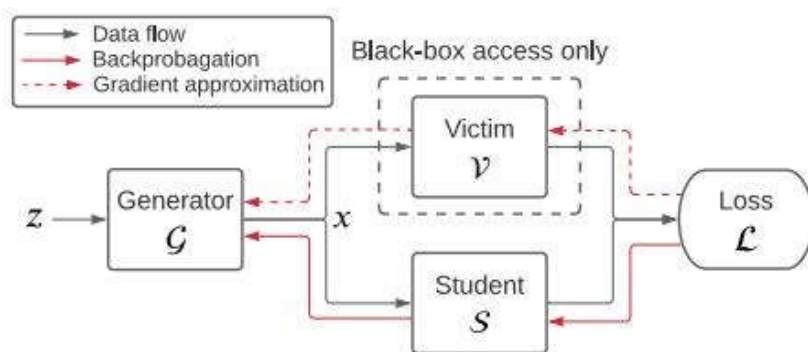 Data flow
Backprobagation
Gradient approximation
Black-box access only
Victim
𝒱
z
Generator
𝒢
x
Student
𝒮
Loss
ℒ